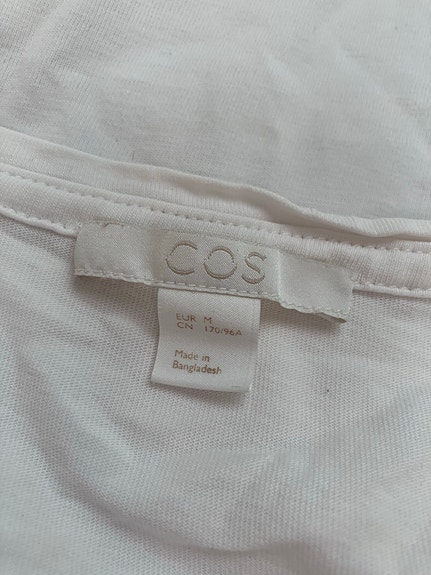 COS
EUR M
CN 170/96A
Made in
Bangladesh